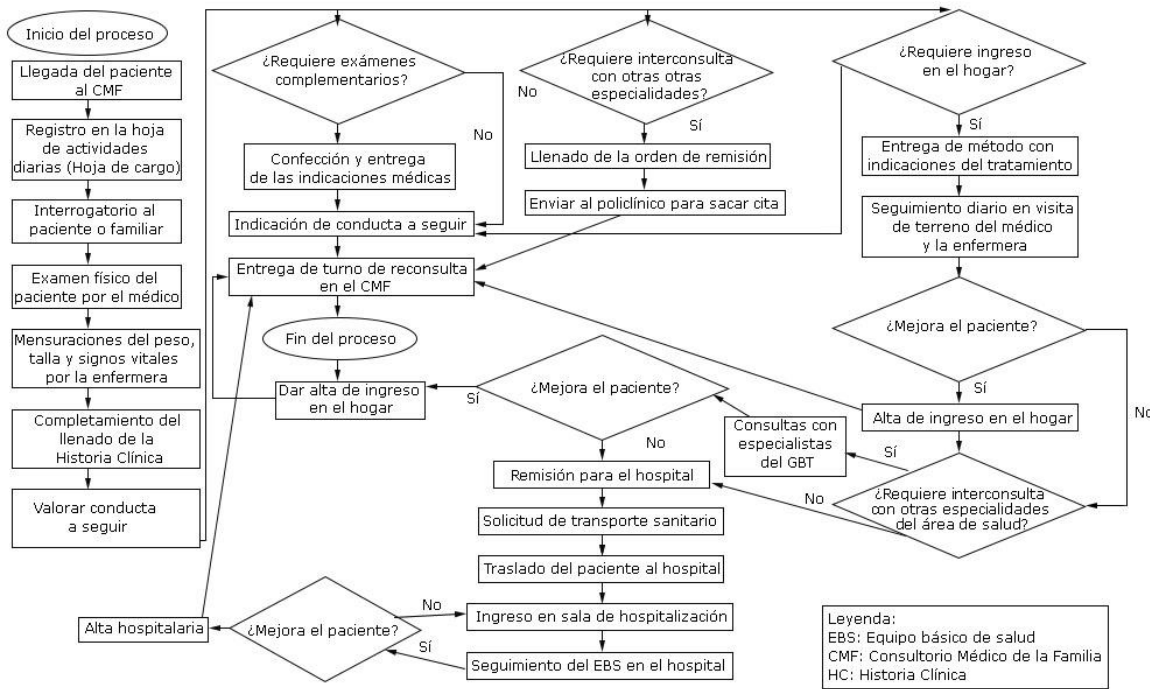 Inicio del proceso
Llegada del paciente
al CMF
Registro en la hoja
de actividades
diarias (Hoja de cargo)
Interrogatorio al
paciente o familiar
Examen físico del
paciente por el médico
Mensuraciones del peso,
talla y signos vitales
por la enfermera
Completamiento del
llenado de la
Historia Clínica
Valorar conducta
a seguir
¿Requiere exámenes
complementarios?
No
Confección y entrega
de las indicaciones médicas
Indicación de conducta a seguir
Entrega de turno de reconsulta
en el CMF
Fin del proceso
Dar alta de ingreso
en el hogar
¿Requiere interconsulta
con otras otras
especialidades?
No
Sí
Llenado de la orden de remisión
Enviar al policlínico para sacar cita
¿Requiere ingreso
en el hogar?
Sí
Entrega de método con
indicaciones del tratamiento
Seguimiento diario en visita
de terreno del médico
y la enfermera
¿Mejora el paciente?
Sí
No
Alta de ingreso en el hogar
¿Requiere interconsulta
con otras especialidades
del área de salud?
Sí
No
Consultas con
especialistas
del GBT
¿Mejora el paciente?
Sí
No
Remisión para el hospital
Solicitud de transporte sanitario
Traslado del paciente al hospital
Ingreso en sala de hospitalización
Seguimiento del EBS en el hospital
¿Mejora el paciente?
No
Sí
Alta hospitalaria
Leyenda:
EBS: Equipo básico de salud
CMF: Consultorio Médico de la Familia
HC: Historia Clínica